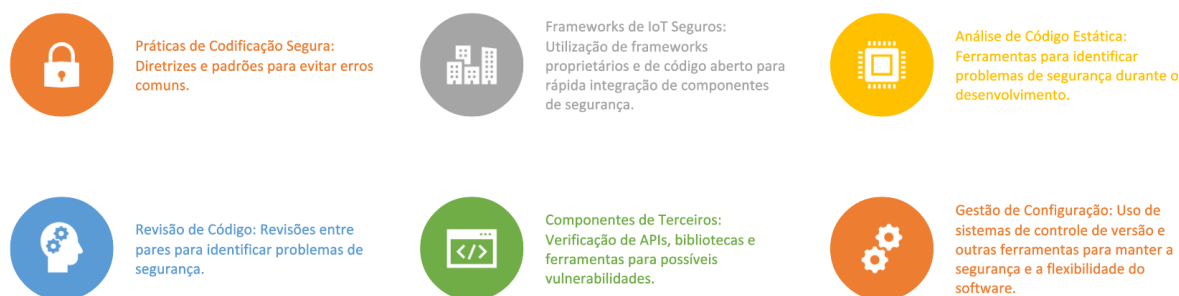 Práticas de Codificação Segura:
Diretrizes e padrões para evitar erros
comuns.
Frameworks de IoT Seguros:
Utilização de frameworks
proprietários e de código aberto para
rápida integração de componentes
de segurança.
Análise de Código Estática:
Ferramentas para identificar
problemas de segurança durante o
desenvolvimento.
Revisão de Código: Revisões entre
pares para identificar problemas de
segurança.
Componentes de Terceiros:
Verificação de APIs, bibliotecas e
ferramentas para possíveis
vulnerabilidades.
Gestão de Configuração: Uso de
sistemas de controle de versão e
outras ferramentas para manter a
segurança e a flexibilidade do
software.